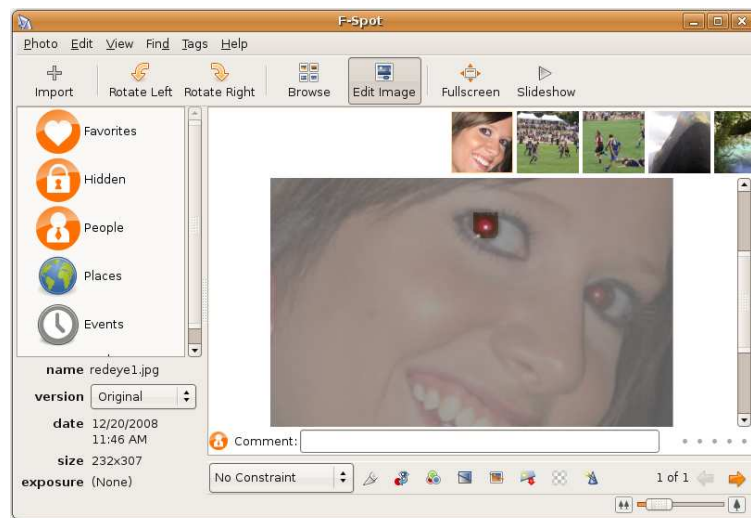 F-Spot
Photo Edit View Find Tags Help
Import Rotate Left Rotate Right Browse Edit Image Fullscreen Slideshow
Favorites
Hidden
People
Places
Events
name redeye1.jpg
version Original
date 12/20/2008
11:46 AM
size 232x307
exposure (None)
Comment:
No Constraint
1 of 1